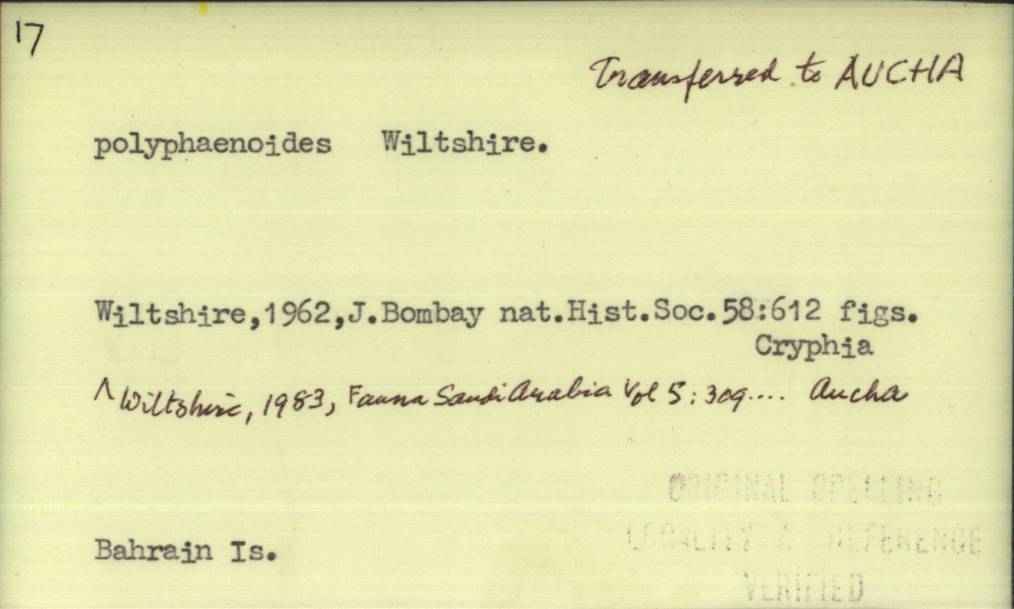 17
Transferred to AUCHA
polyphaenoides Wiltshire.
Wiltshire,1962,J.Bombay nat.Hist.Soc.58:612 figs.
Cryphia
^ Wiltshire, 1983, Fauna Saudi Arabia Vol 5: 309.... Aucha
ORIGINAL SPELLING
LOCALITY & REFERENCE
VERIFIED
Bahrain Is.